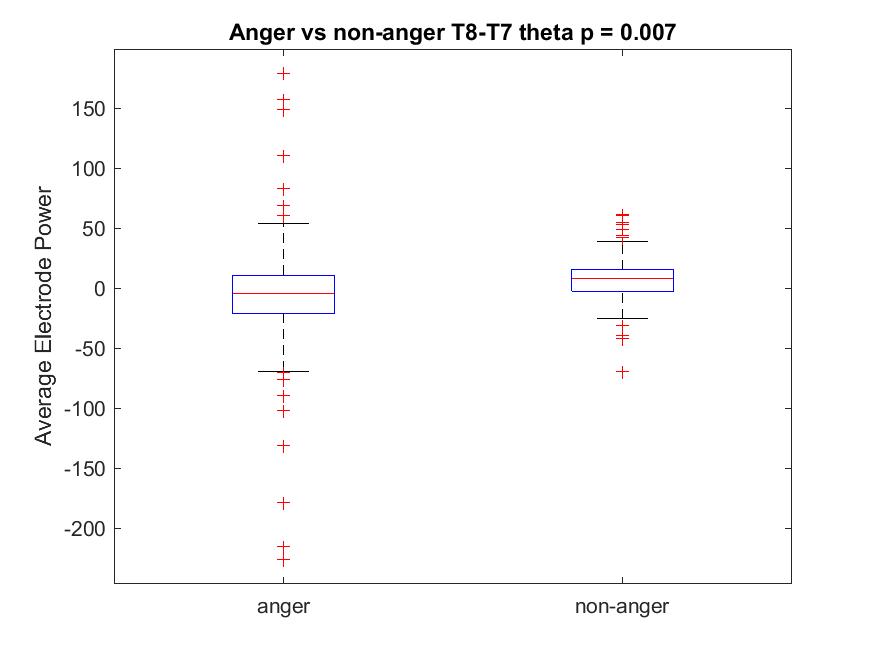 Anger vs non-anger T8-T7 theta p = 0.007
Average Electrode Power
150
100
50
0
-50
-100
-150
-200
anger
non-anger